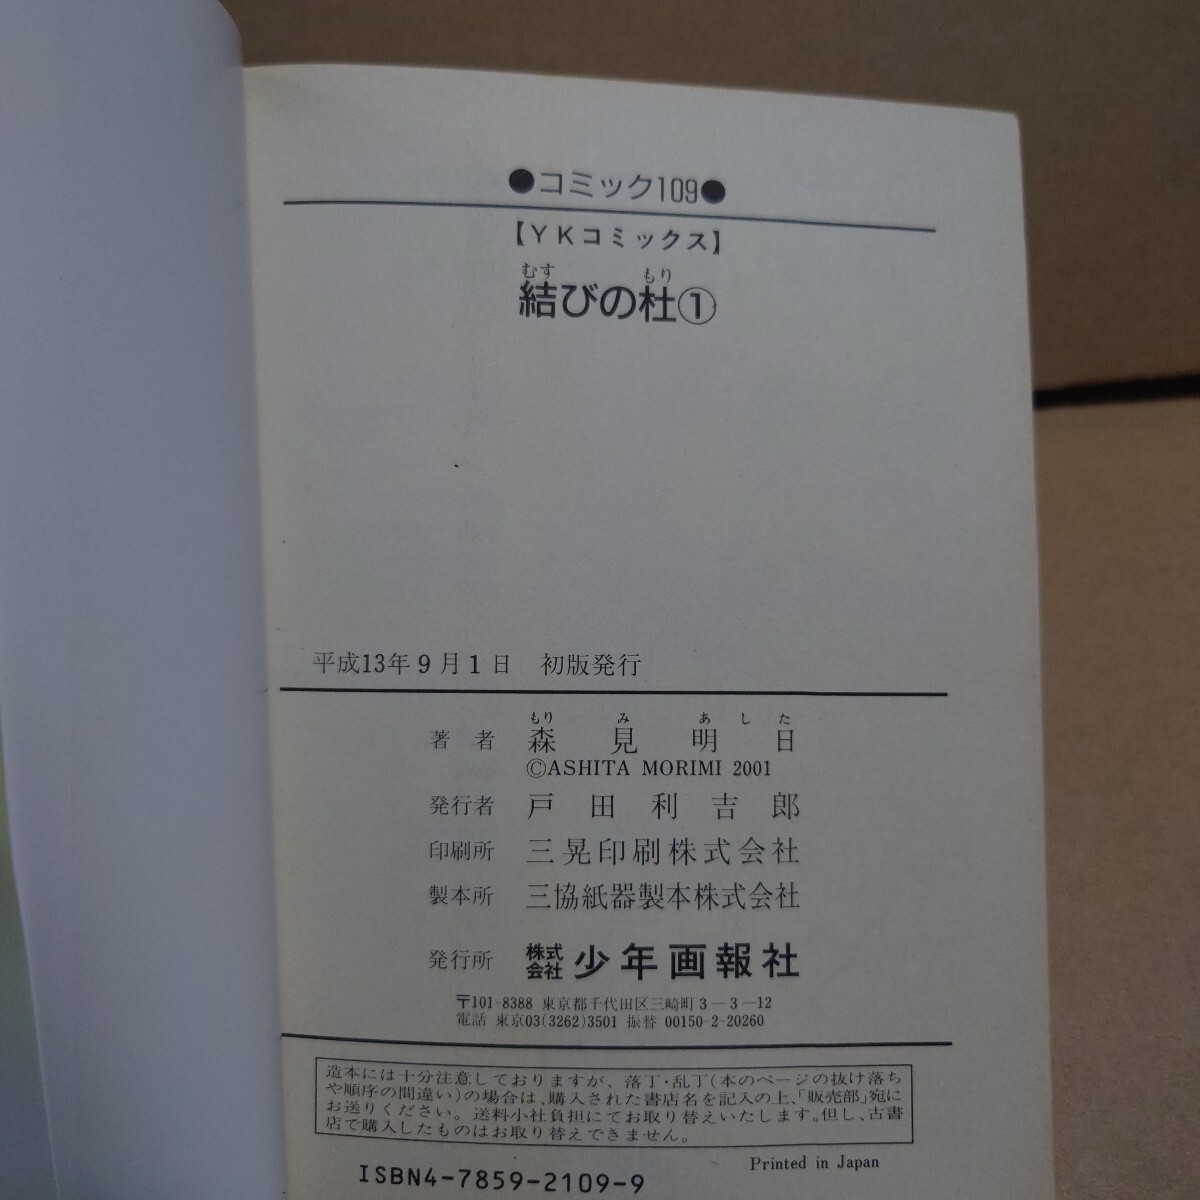 ●コミック109●
【YKコミックス】
むす もり
結びの杜①
平成13年9月1日 初版発行
もり み あ し た
著者 森見明日
©ASHITA MORIMI 2001
発行者 戸田利吉郎
印刷所 三晃印刷株式会社
製本所 三協紙器製本株式会社
発行所 株式会社 少年画報社
〒101-8388 東京都千代田区三崎町3―3―12
電話 東京03(3262)3501 振替 00150-2-20260
造本には十分注意しておりますが、落丁・乱丁(本のページの抜け落ち
や順序の間違い)の場合は、購入された書店名を記入の上、「販売部」宛に
お送りください。送料小社負担にてお取り替えいたします。但し、古書
店で購入したものはお取り替えできません。
Printed in Japan
ISBN4-7859-2109-9